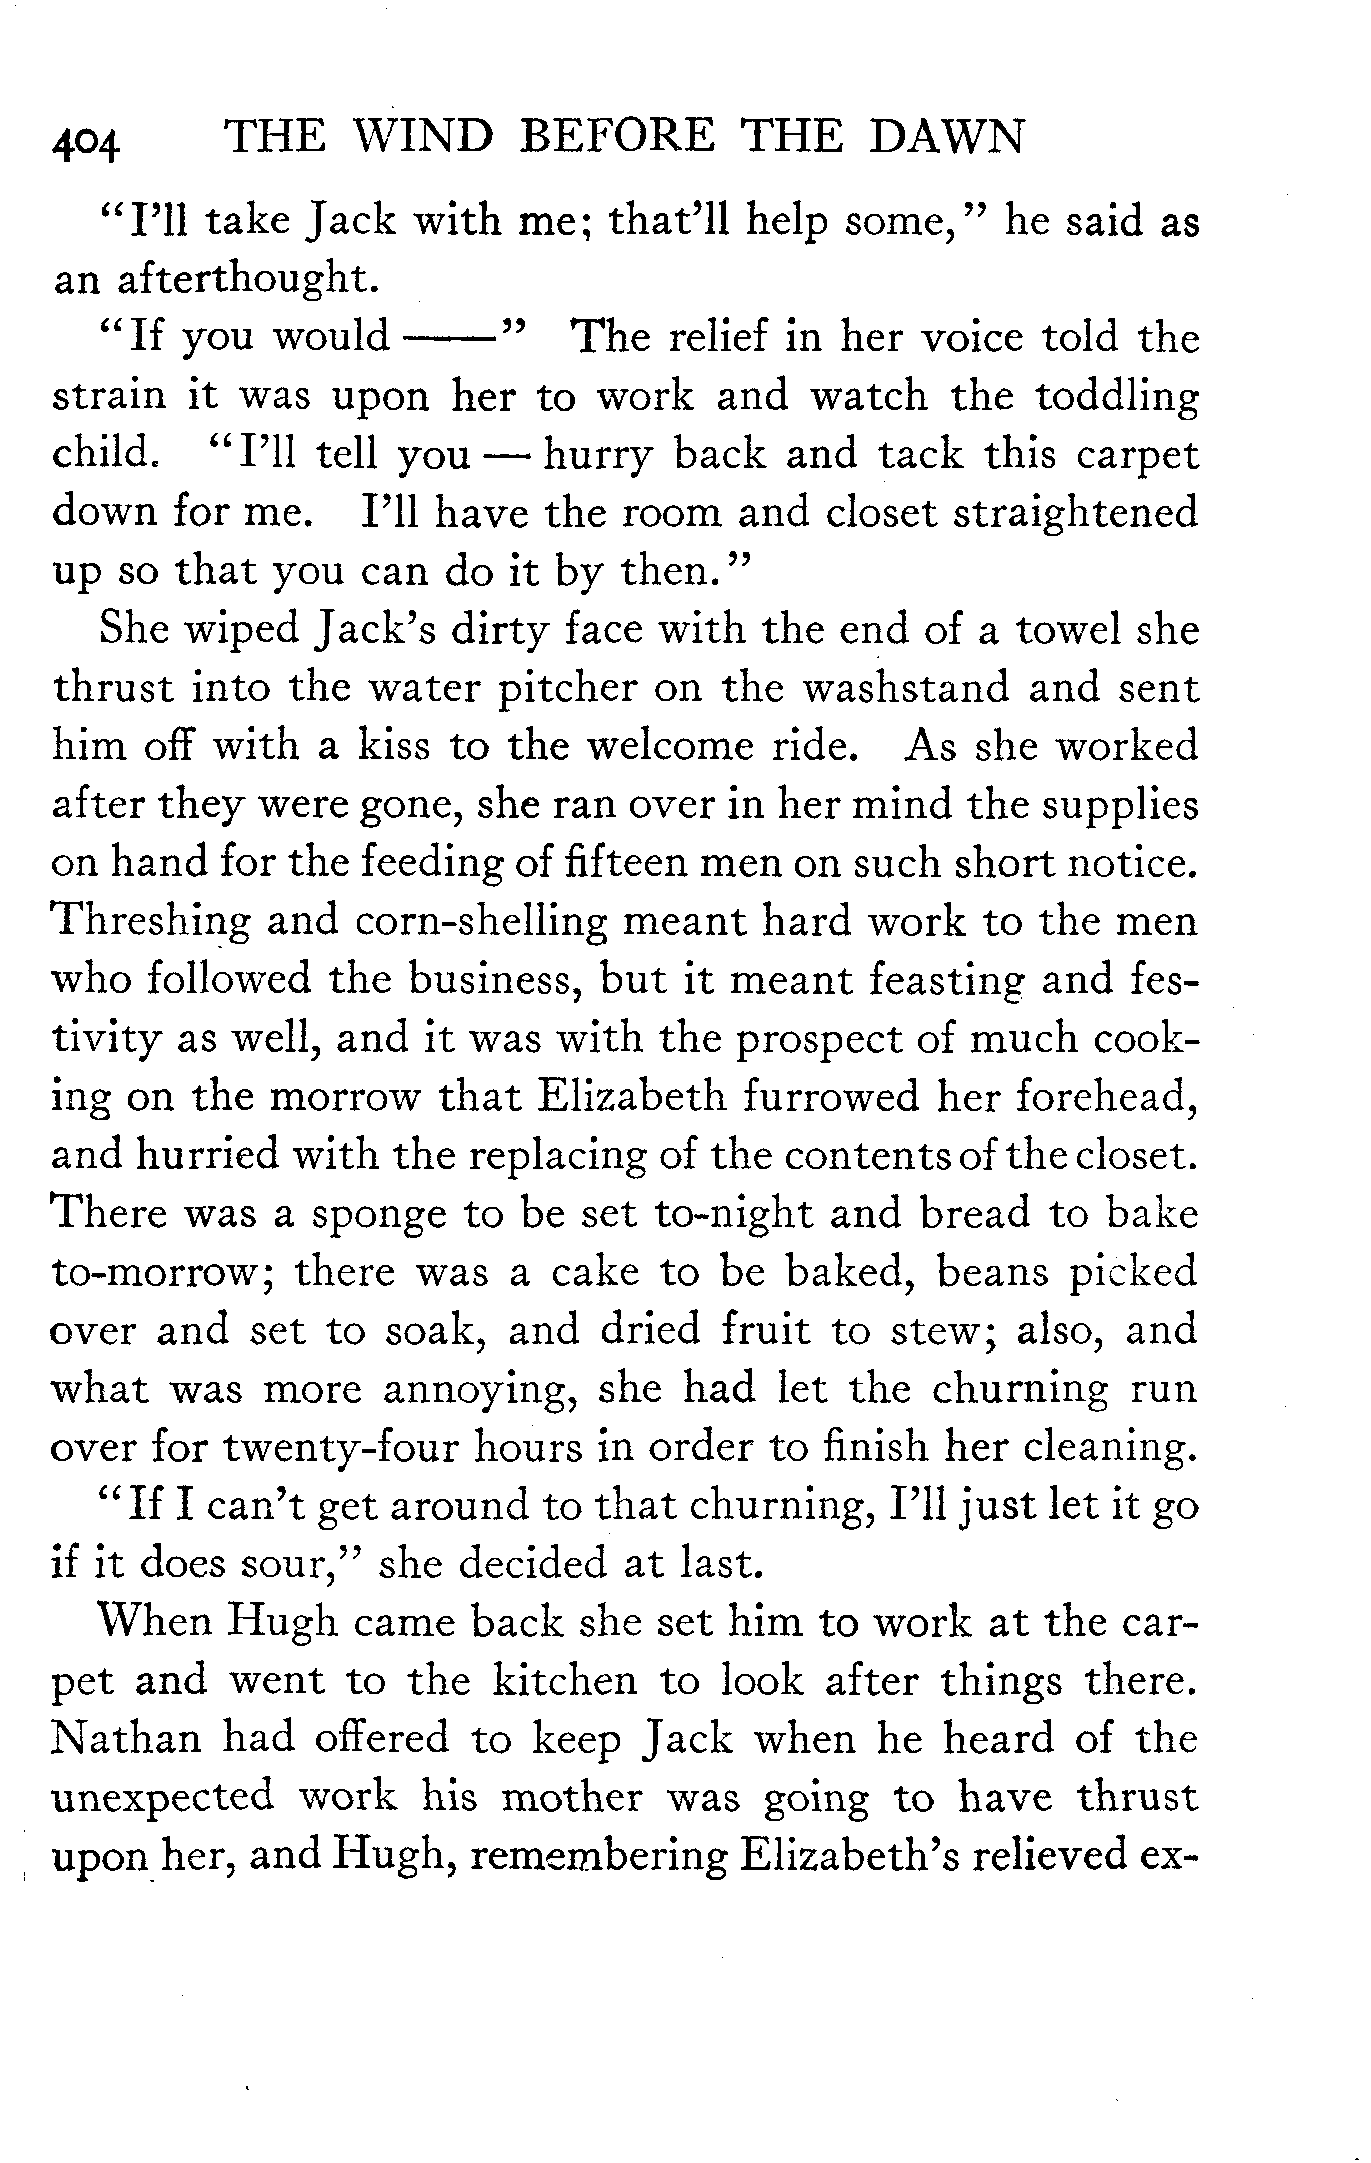 404 THE WIND BEFORE THE DAWN
“I’ll take Jack with me; that’ll help some,” he said as
an afterthought.
“If you would ——” The relief in her voice told the
strain it was upon her to work and watch the toddling
child. “I’ll tell you — hurry back and tack this carpet
down for me. I’ll have the room and closet straightened
up so that you can do it by then.”
She wiped Jack’s dirty face with the end of a towel she
thrust into the water pitcher on the washstand and sent
him off with a kiss to the welcome ride. As she worked
after they were gone, she ran over in her mind the supplies
on hand for the feeding of fifteen men on such short notice.
Threshing and corn-shelling meant hard work to the men
who followed the business, but it meant feasting and fes-
tivity as well, and it was with the prospect of much cook-
ing on the morrow that Elizabeth furrowed her forehead,
and hurried with the replacing of the contents of the closet.
There was a sponge to be set to-night and bread to bake
to-morrow; there was a cake to be baked, beans picked
over and set to soak, and dried fruit to stew; also, and
what was more annoying, she had let the churning run
over for twenty-four hours in order to finish her cleaning.
“If I can’t get around to that churning, I’ll just let it go
if it does sour,” she decided at last.
When Hugh came back she set him to work at the car-
pet and went to the kitchen to look after things there.
Nathan had offered to keep Jack when he heard of the
unexpected work his mother was going to have thrust
upon her, and Hugh, remembering Elizabeth’s relieved ex-